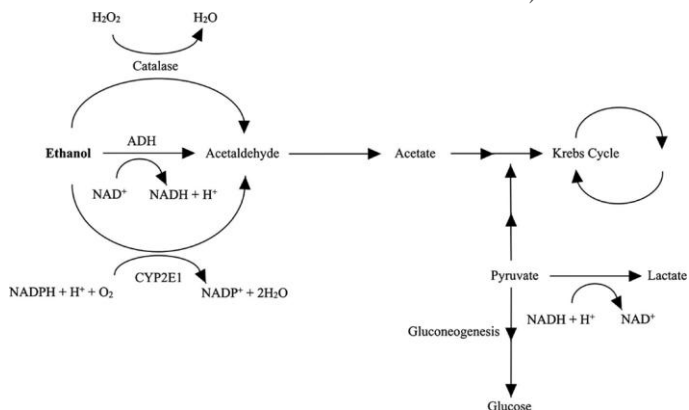 H₂O₂
H₂O
Catalase
Ethanol
ADH
Acetaldehyde
Acetate
Krebs Cycle
NAD⁺
NADH + H⁺
CYP2E1
NADPH + H⁺ + O₂
NADP⁺ + 2H₂O
Pyruvate
Lactate
NADH + H⁺
NAD⁺
Gluconeogenesis
Glucose